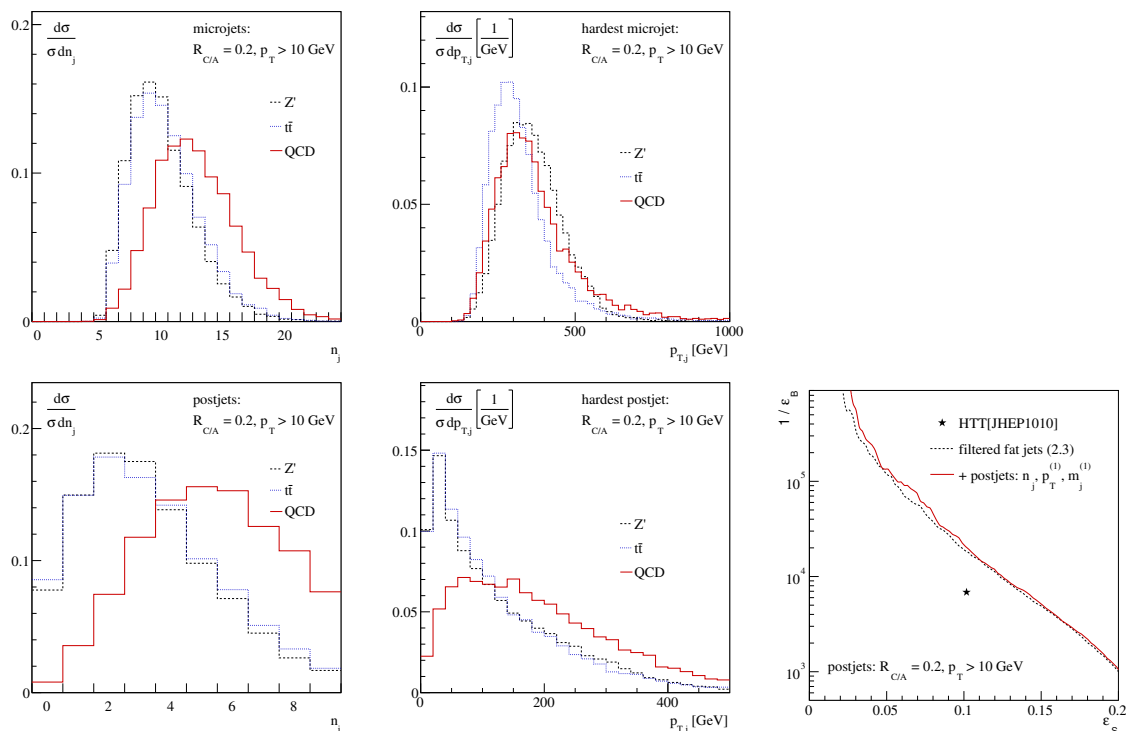 0.2
0.1
0
dσ
σ dn_j
microjets:
R_C/A = 0.2, p_T > 10 GeV
Z'
tt̄
QCD
0 5 10 15 20
n_j
0.1
0.05
0
dσ
σ dp_T,j
[ 1
GeV ]
hardest microjet:
R_C/A = 0.2, p_T > 10 GeV
Z'
tt̄
QCD
0 500 1000
p_T,j [GeV]
0.2
0.1
0
dσ
σ dn_j
postjets:
R_C/A = 0.2, p_T > 10 GeV
Z'
tt̄
QCD
0 2 4 6 8
n_j
0.15
0.1
0.05
0
dσ
σ dp_T,j
[ 1
GeV ]
hardest postjet:
R_C/A = 0.2, p_T > 10 GeV
Z'
tt̄
QCD
0 200 400
p_T,j [GeV]
1 / ε_B
10^5
10^4
10^3
HTT[JHEP1010]
filtered fat jets (2.3)
+ postjets: n_j, p_T^(1), m_j^(1)
postjets: R_C/A = 0.2, p_T > 10 GeV
0 0.05 0.1 0.15 0.2
ε_S